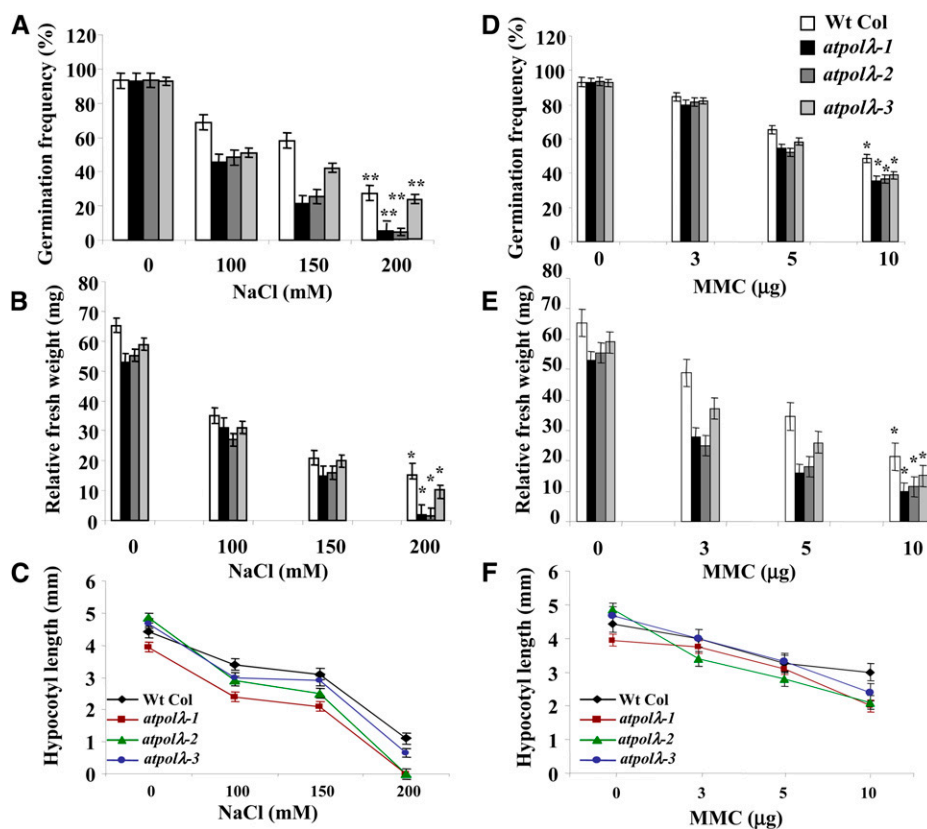 A
Germination frequency (%)
120
100
80
60
40
20
0
** ** ** **
0 100 150 200
NaCl (mM)
D
Germination frequency (%)
120
100
80
60
40
20
0
* * * *
0 3 5 10
MMC (μg)
Wt Col
atpolλ-1
atpolλ-2
atpolλ-3
B
Relative fresh weight (mg)
70
60
50
40
30
20
10
0
* * * *
0 100 150 200
NaCl (mM)
E
Relative fresh weight (mg)
70
60
50
40
30
20
10
0
* * * *
0 3 5 10
MMC (μg)
C
Hypocotyl length (mm)
6
5
4
3
2
1
0
Wt Col
atpolλ-1
atpolλ-2
atpolλ-3
0 100 150 200
NaCl (mM)
F
Hypocotyl length (mm)
6
5
4
3
2
1
0
Wt Col
atpolλ-1
atpolλ-2
atpolλ-3
0 3 5 10
MMC (μg)